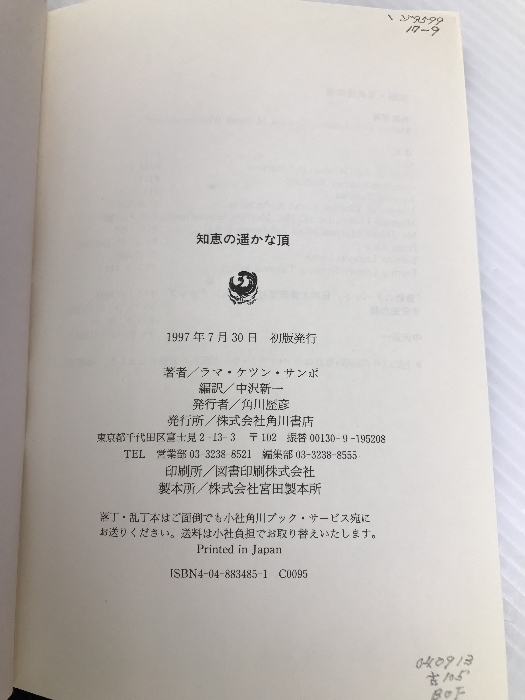 17-9
知恵の遥かな頂
1997年7月30日 初版発行
著者/ラマ・ケツン・サンポ
編訳/中沢新一
発行者/角川歴彦
発行所/株式会社角川書店
東京都千代田区富士見2-13-3 〒102 振替00130-9-195208
TEL 営業部03-3238-8521 編集部03-3238-8555
印刷所/図書印刷株式会社
製本所/株式会社宮田製本所
落丁・乱丁本はご面倒でも小社角川ブック・サービス宛に
お送りください。送料は小社負担でお取り替えいたします。
Printed in Japan
ISBN4-04-883485-1 C0095
040913
古105
BOF